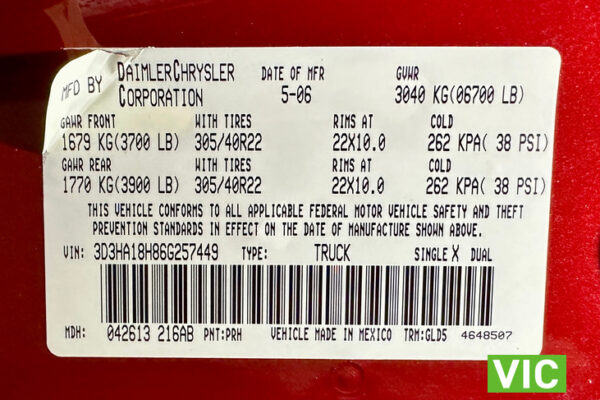 MFD BY DAIMLERCHRYSLER CORPORATION DATE OF MFR 5-06 GVWR 3040 KG(06700 LB)
GAWR FRONT WITH TIRES RIMS AT COLD
1679 KG(3700 LB) 305/40R22 22X10.0 262 KPA( 38 PSI)
GAWR REAR WITH TIRES RIMS AT COLD
1770 KG(3900 LB) 305/40R22 22X10.0 262 KPA( 38 PSI)
THIS VEHICLE CONFORMS TO ALL APPLICABLE FEDERAL MOTOR VEHICLE SAFETY AND THEFT
PREVENTION STANDARDS IN EFFECT ON THE DATE OF MANUFACTURE SHOWN ABOVE.
VIN: 3D3HA18H86G257449 TYPE: TRUCK SINGLE X DUAL
MDH: 042613 216AB PNT:PRH VEHICLE MADE IN MEXICO TRM:GLD5 4648507
VIC